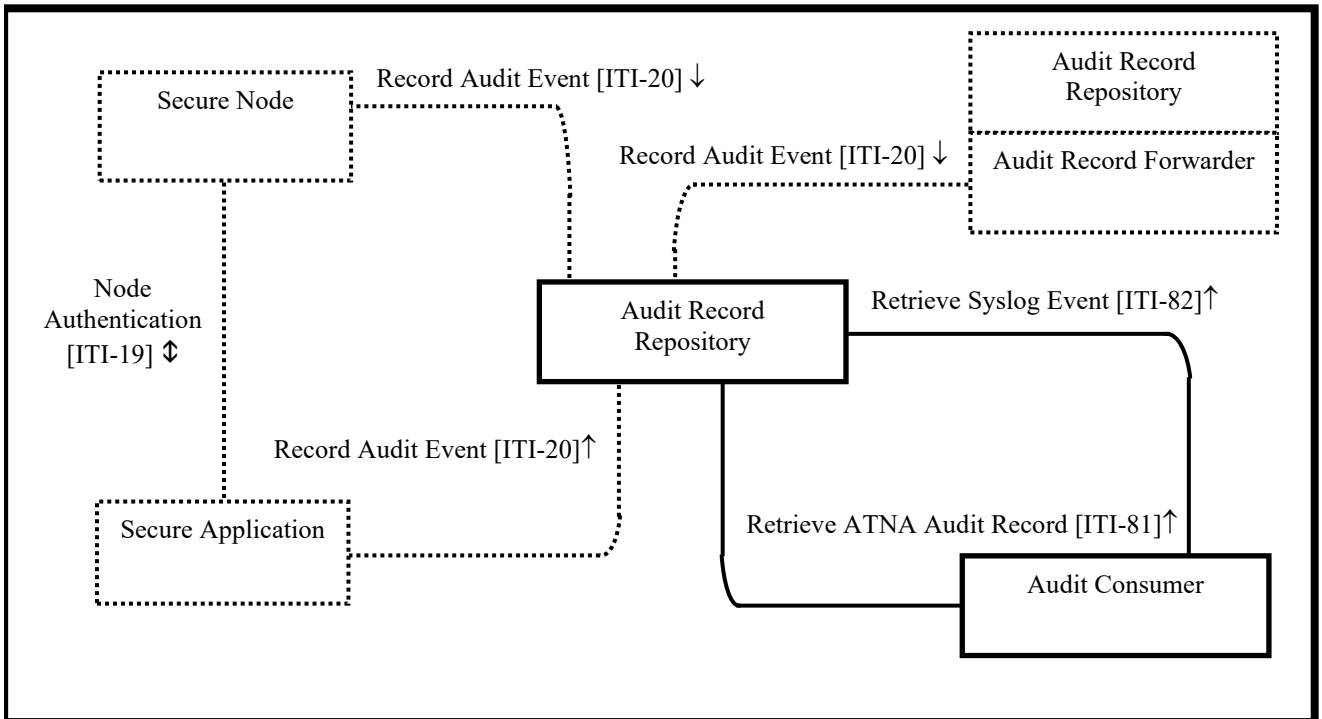 Secure Node
Record Audit Event [ITI-20] ↓
Audit Record
Repository
Record Audit Event [ITI-20] ↓
Audit Record Forwarder
Node
Authentication
[ITI-19] ⇕
Audit Record
Repository
Retrieve Syslog Event [ITI-82]↑
Record Audit Event [ITI-20]↑
Secure Application
Retrieve ATNA Audit Record [ITI-81]↑
Audit Consumer